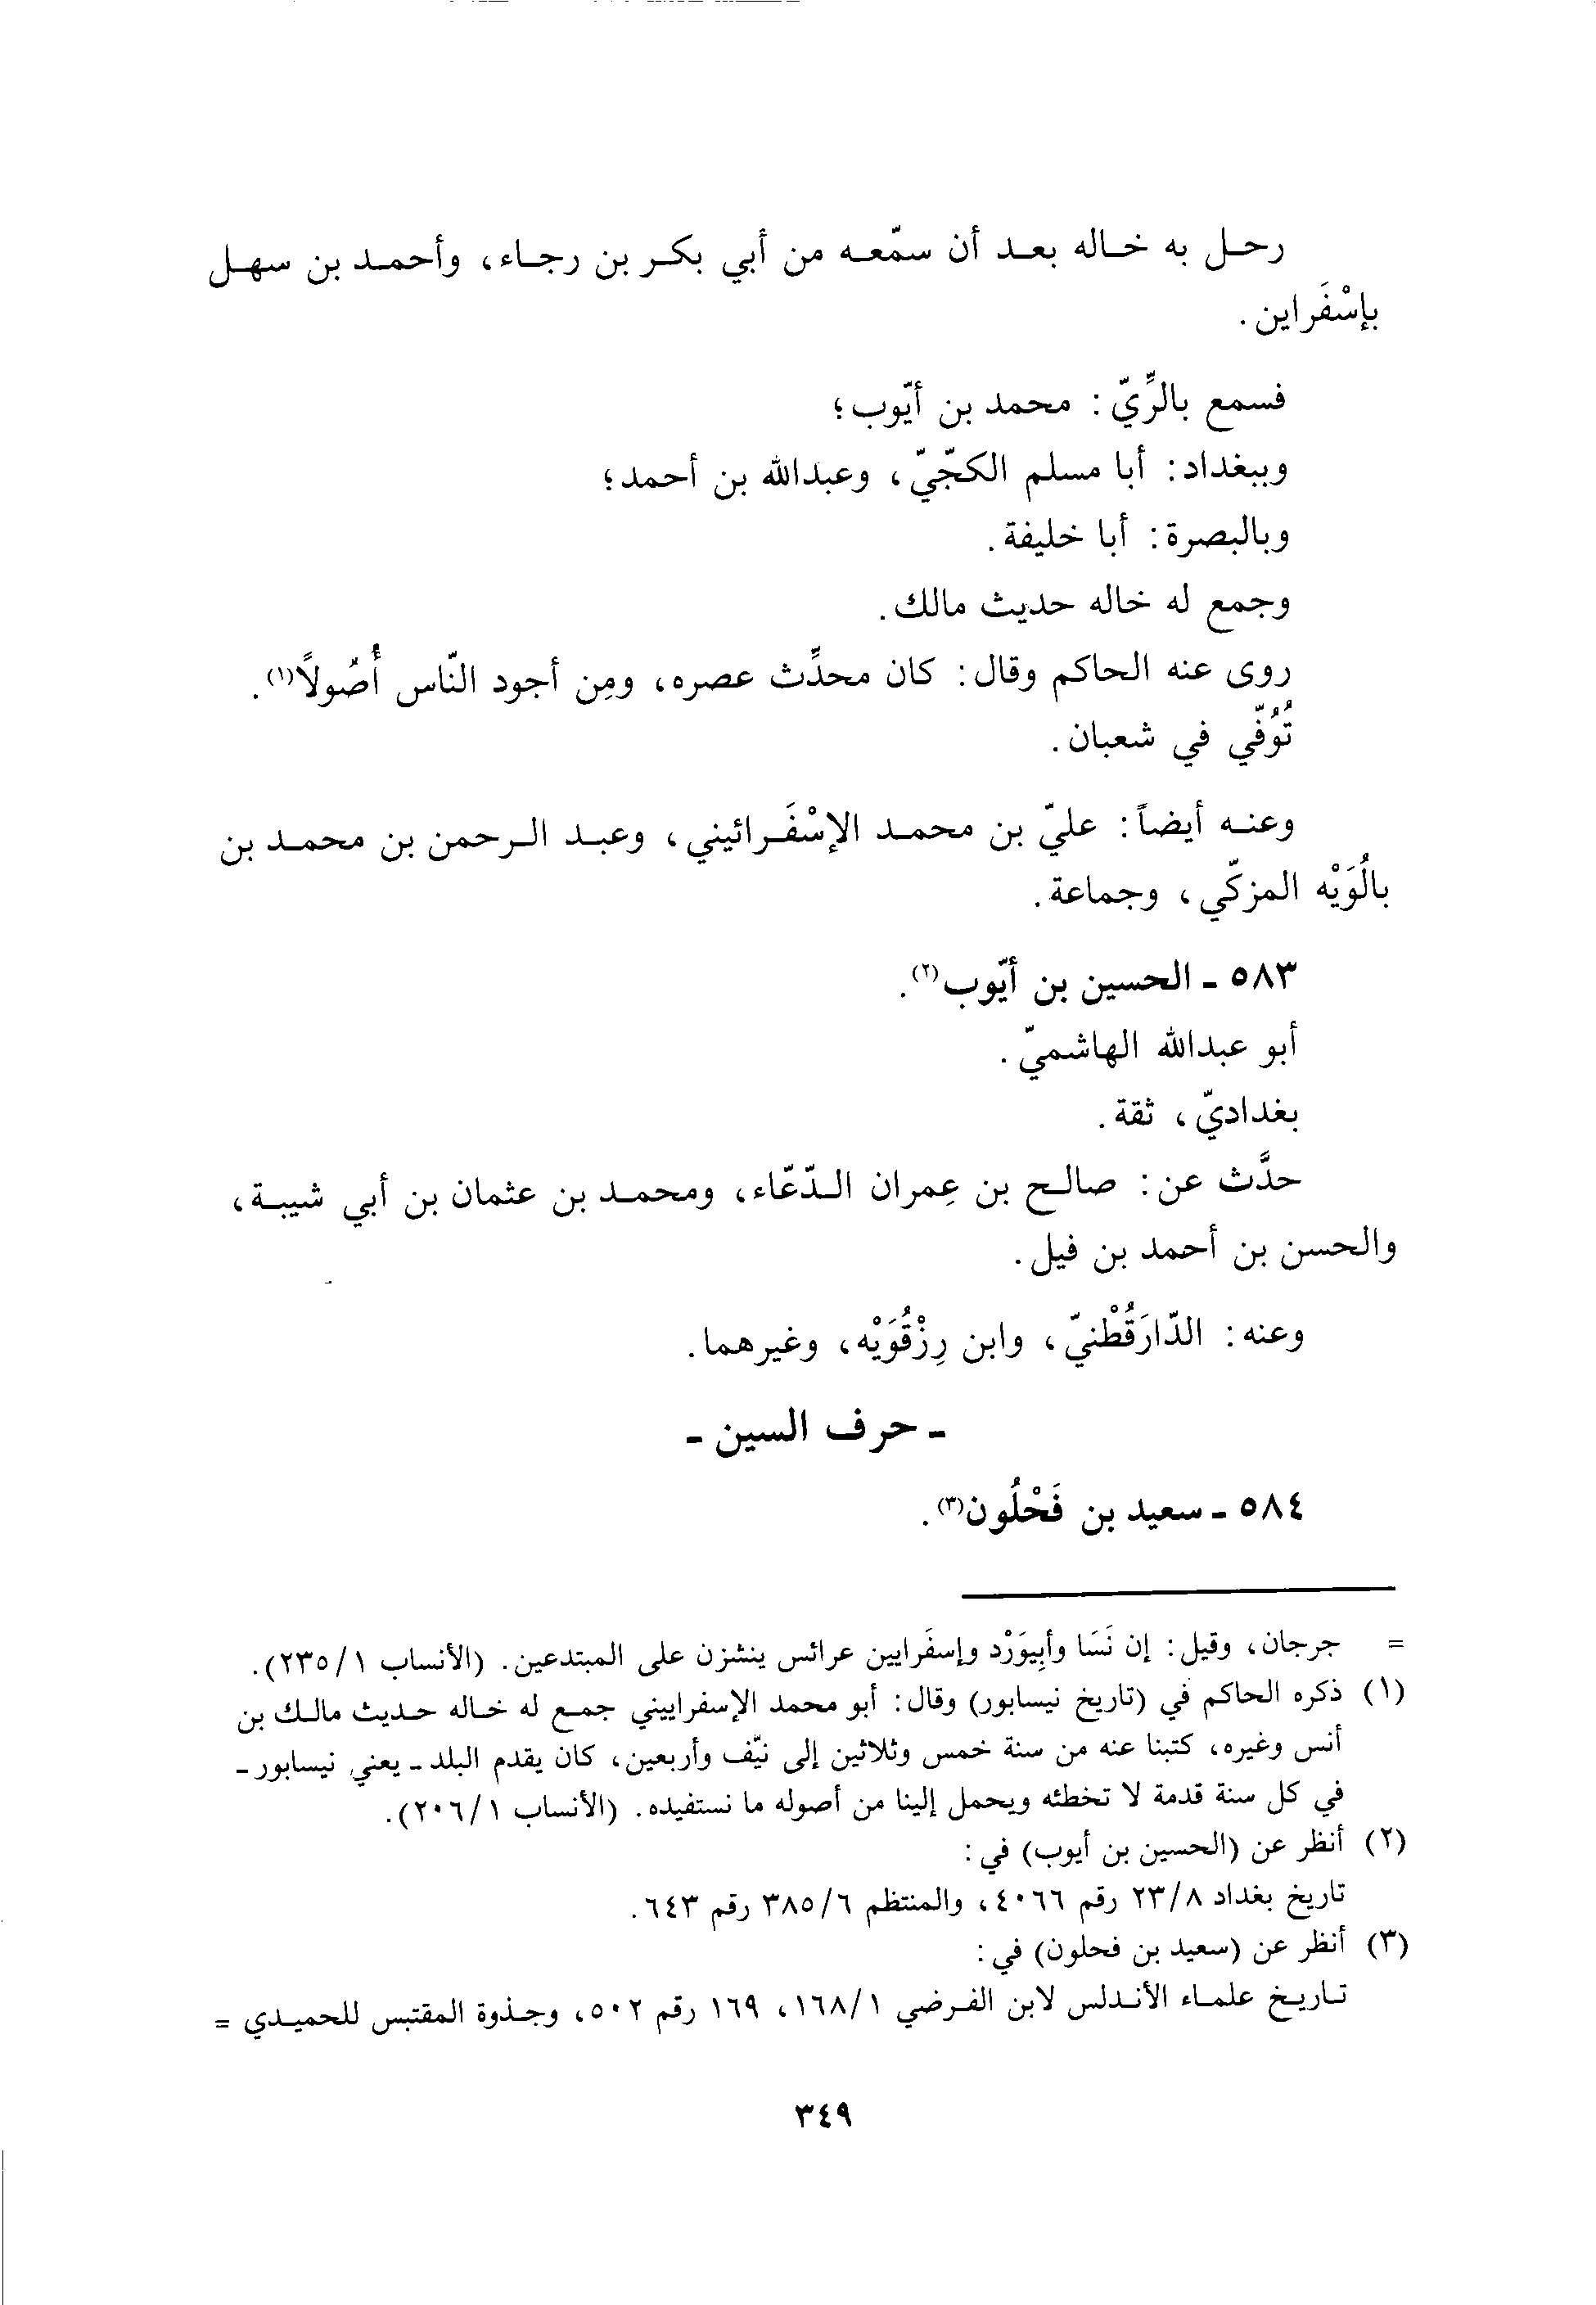 رحل به خاله بعد أن سمّعه من أبي بكر بن رجاء، وأحمد بن سهل
بإسْفَراين.
فسمع بالرِّيّ: محمد بن أيّوب؛
وببغداد: أبا مسلم الكجّيّ، وعبدالله بن أحمد؛
وبالبصرة: أبا خليفة.
وجمع له خاله حديث مالك.
روى عنه الحاكم وقال: كان محدِّث عصره، ومِن أجود النّاس أُصُولاً(١).
تُوُفّي في شعبان.
وعنه أيضاً: عليّ بن محمد الإسْفَرائيني، وعبد الرحمن بن محمد بن
بالُوَيْه المزكّي، وجماعة.
٥٨٣ - الحسين بن أيّوب(٢).
أبو عبدالله الهاشميّ.
بغداديّ، ثقة.
حدَّث عن: صالح بن عِمران الدّعّاء، ومحمد بن عثمان بن أبي شيبة،
والحسن بن أحمد بن فيل.
وعنه: الدّارَقُطْنيّ، وابن رِزْقُوَيْه، وغيرهما.
- حرف السين -
٥٨٤ - سعيد بن فَحْلُون(٣).
= جرجان، وقيل: إن نَسَا وأبِيوَرْد وإسفَرايين عرائس ينشزن على المبتدعين. (الأنساب ١/٢٣٥).
(١) ذكره الحاكم في (تاريخ نيسابور) وقال: أبو محمد الإسفراييني جمع له خاله حديث مالك بن
أنس وغيره، كتبنا عنه من سنة خمس وثلاثين إلى نيّف وأربعين، كان يقدم البلد - يعني نيسابور -
في كل سنة قدمة لا تخطئه ويحمل إلينا من أصوله ما نستفيده. (الأنساب ١/٢٠٦).
(٢) أنظر عن (الحسين بن أيوب) في:
تاريخ بغداد ٨/٢٣ رقم ٤٠٦٦، والمنتظم ٦/٣٨٥ رقم ٦٤٣.
(٣) أنظر عن (سعيد بن فحلون) في:
تاريخ علماء الأندلس لابن الفرضي ١/١٦٨، ١٦٩ رقم ٥٠٢، وجذوة المقتبس للحميدي =
٣٤٩